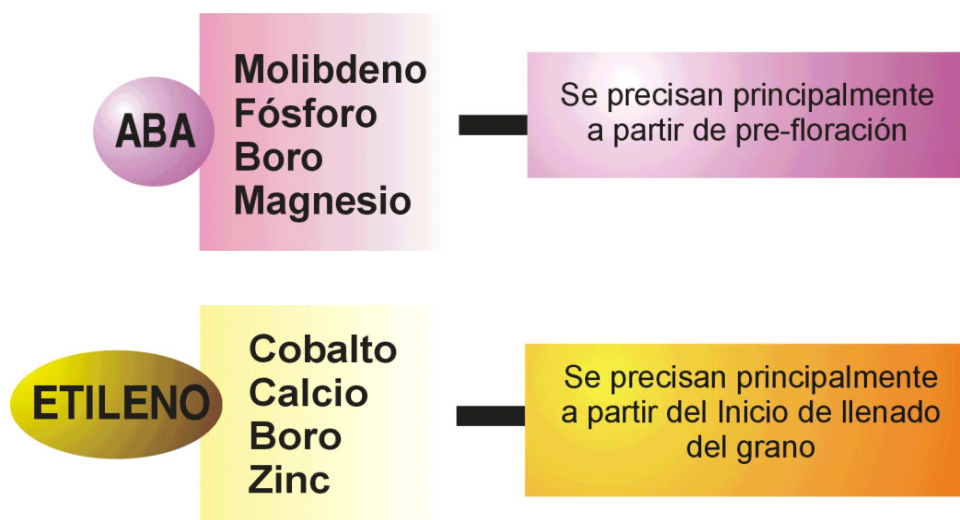 ABA
Molibdeno
Fósforo
Boro
Magnesio
Se precisan principalmente
a partir de pre-floración
ETILENO
Cobalto
Calcio
Boro
Zinc
Se precisan principalmente
a partir del Inicio de llenado
del grano